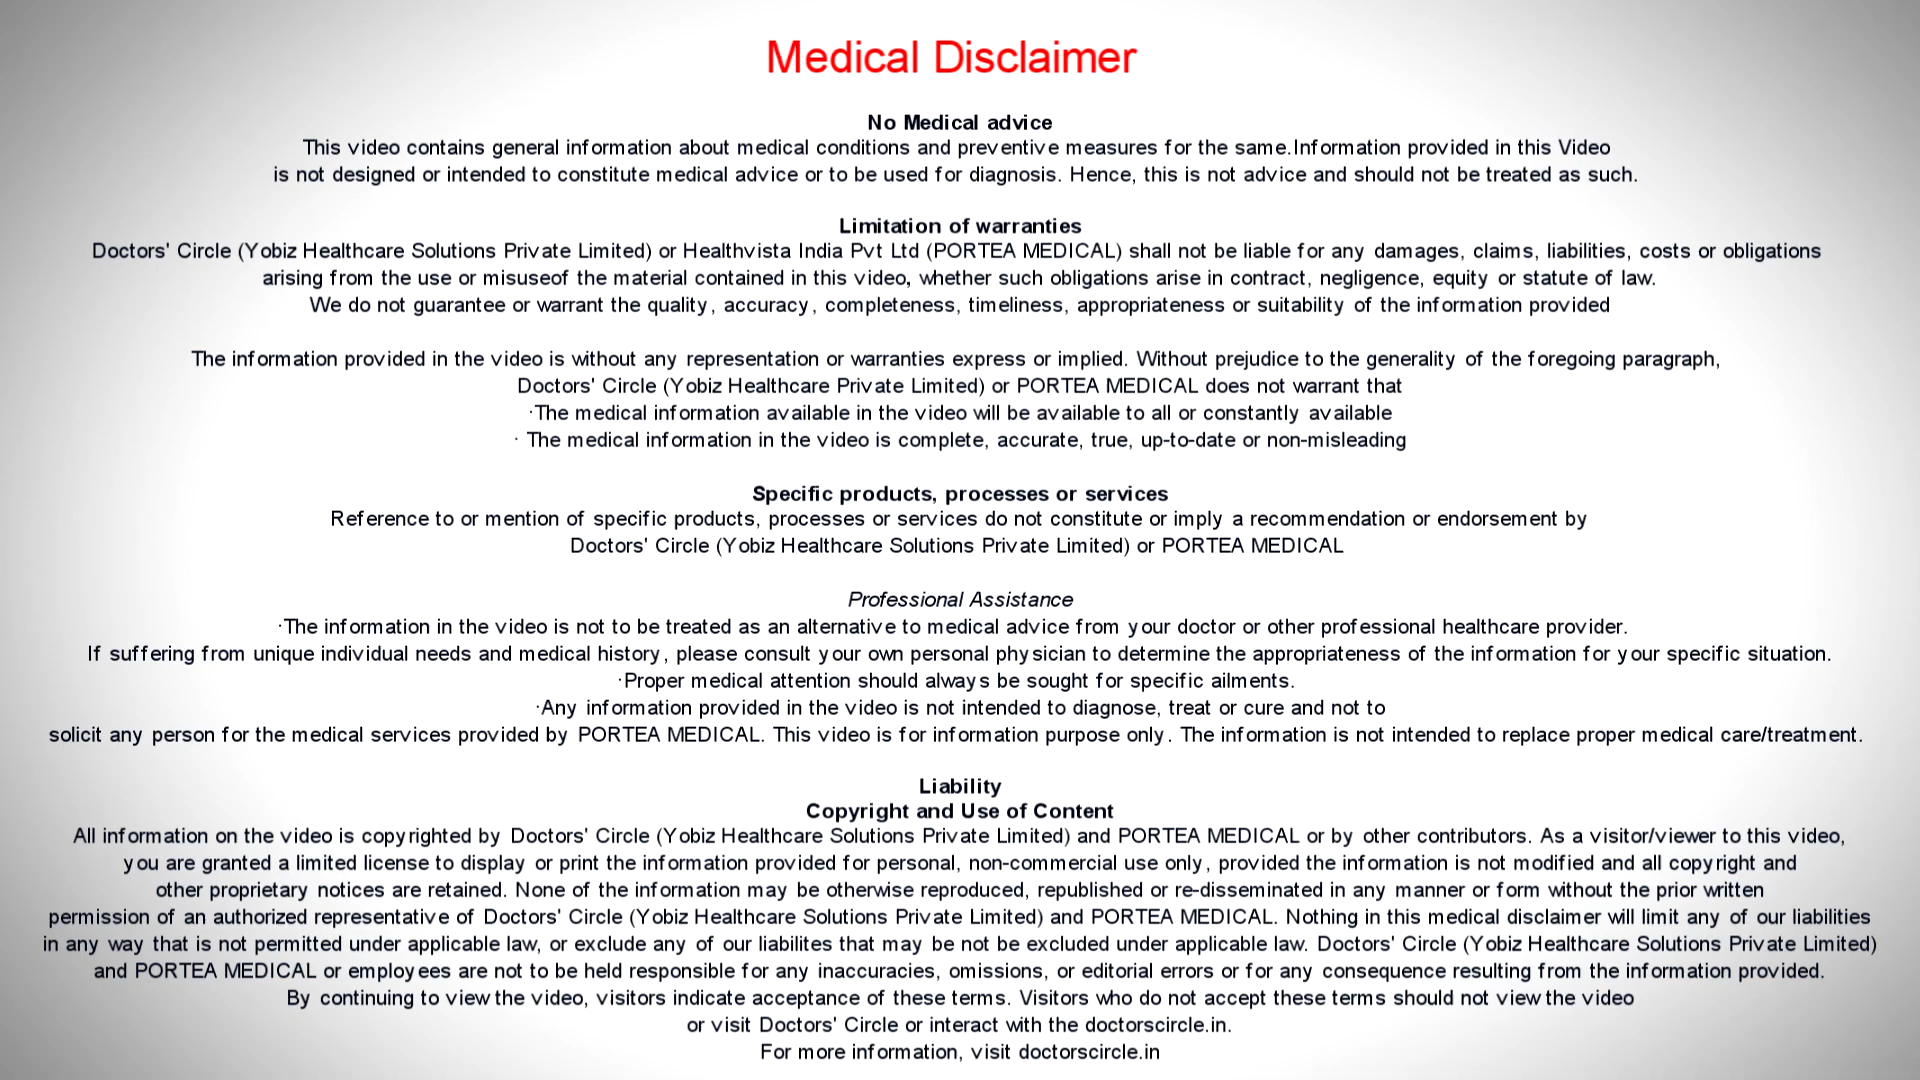 Medical Disclaimer
No Medical advice
This video contains general information about medical conditions and preventive measures for the same.Information provided in this Video
is not designed or intended to constitute medical advice or to be used for diagnosis. Hence, this is not advice and should not be treated as such.
Limitation of warranties
Doctors' Circle (Yobiz Healthcare Solutions Private Limited) or Healthvista India Pvt Ltd (PORTEA MEDICAL) shall not be liable for any damages, claims, liabilities, costs or obligations
arising from the use or misuseof the material contained in this video, whether such obligations arise in contract, negligence, equity or statute of law.
We do not guarantee or warrant the quality, accuracy, completeness, timeliness, appropriateness or suitability of the information provided
The information provided in the video is without any representation or warranties express or implied. Without prejudice to the generality of the foregoing paragraph,
Doctors' Circle (Yobiz Healthcare Private Limited) or PORTEA MEDICAL does not warrant that
·The medical information available in the video will be available to all or constantly available
· The medical information in the video is complete, accurate, true, up-to-date or non-misleading
Specific products, processes or services
Reference to or mention of specific products, processes or services do not constitute or imply a recommendation or endorsement by
Doctors' Circle (Yobiz Healthcare Solutions Private Limited) or PORTEA MEDICAL
Professional Assistance
·The information in the video is not to be treated as an alternative to medical advice from your doctor or other professional healthcare provider.
If suffering from unique individual needs and medical history, please consult your own personal physician to determine the appropriateness of the information for your specific situation.
·Proper medical attention should always be sought for specific ailments.
·Any information provided in the video is not intended to diagnose, treat or cure and not to
solicit any person for the medical services provided by PORTEA MEDICAL. This video is for information purpose only. The information is not intended to replace proper medical care/treatment.
Liability
Copyright and Use of Content
All information on the video is copyrighted by Doctors' Circle (Yobiz Healthcare Solutions Private Limited) and PORTEA MEDICAL or by other contributors. As a visitor/viewer to this video,
you are granted a limited license to display or print the information provided for personal, non-commercial use only, provided the information is not modified and all copyright and
other proprietary notices are retained. None of the information may be otherwise reproduced, republished or re-disseminated in any manner or form without the prior written
permission of an authorized representative of Doctors' Circle (Yobiz Healthcare Solutions Private Limited) and PORTEA MEDICAL. Nothing in this medical disclaimer will limit any of our liabilities
in any way that is not permitted under applicable law, or exclude any of our liabilites that may be not be excluded under applicable law. Doctors' Circle (Yobiz Healthcare Solutions Private Limited)
and PORTEA MEDICAL or employees are not to be held responsible for any inaccuracies, omissions, or editorial errors or for any consequence resulting from the information provided.
By continuing to view the video, visitors indicate acceptance of these terms. Visitors who do not accept these terms should not view the video
or visit Doctors' Circle or interact with the doctorscircle.in.
For more information, visit doctorscircle.in